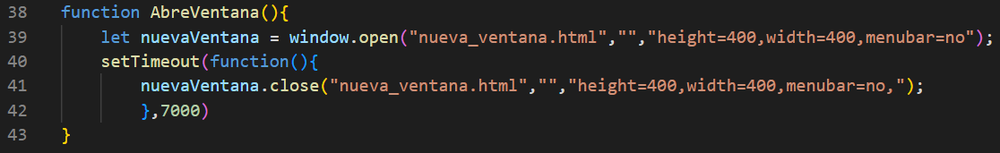 38 function AbreVentana(){
39 let nuevaVentana = window.open("nueva_ventana.html","","height=400,width=400,menubar=no");
40 setTimeout(function(){
41 nuevaVentana.close("nueva_ventana.html","","height=400,width=400,menubar=no,");
42 },7000)
43 }